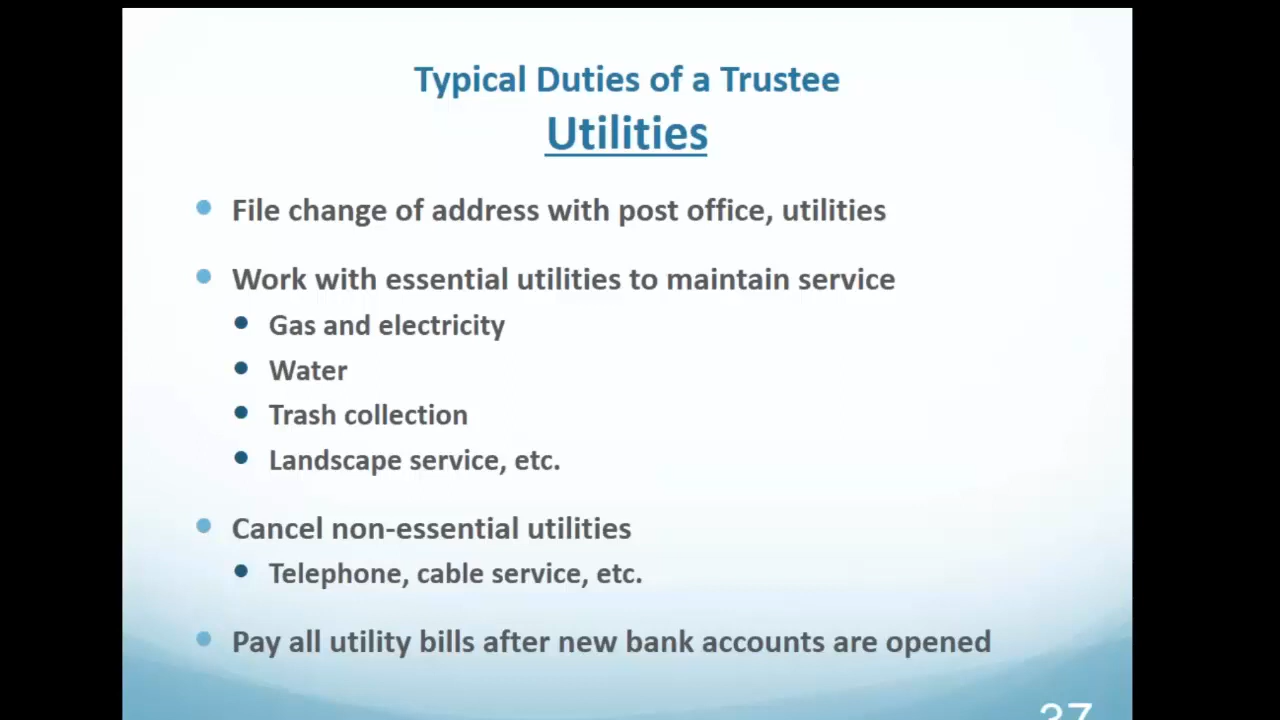 Typical Duties of a Trustee
Utilities
File change of address with post office, utilities
Work with essential utilities to maintain service
Gas and electricity
Water
Trash collection
Landscape service, etc.
Cancel non-essential utilities
Telephone, cable service, etc.
Pay all utility bills after new bank accounts are opened
37